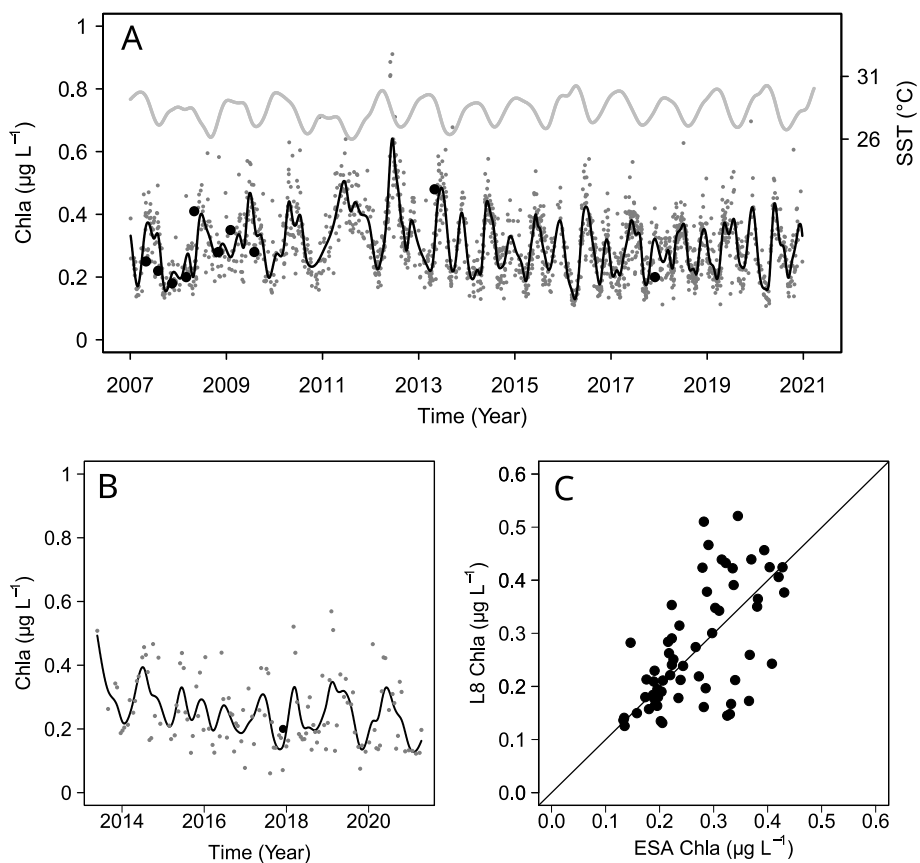 A
1
0.8
0.6
0.4
0.2
0
Chla (µg L⁻¹)
31
26
SST (°C)
2007 2009 2011 2013 2015 2017 2019 2021
Time (Year)
B
1
0.8
0.6
0.4
0.2
0
Chla (µg L⁻¹)
2014 2016 2018 2020
Time (Year)
C
0.6
0.5
0.4
0.3
0.2
0.1
0.0
L8 Chla (µg L⁻¹)
0.0 0.1 0.2 0.3 0.4 0.5 0.6
ESA Chla (µg L⁻¹)